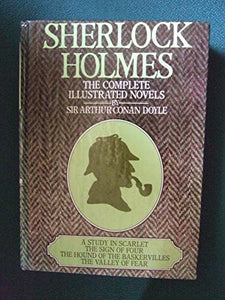 SHERLOCK
HOLMES
THE COMPLETE
ILLUSTRATED NOVELS
BY
SIR ARTHUR CONAN DOYLE
A STUDY IN SCARLET
THE SIGN OF FOUR
THE HOUND OF THE BASKERVILLES
THE VALLEY OF FEAR